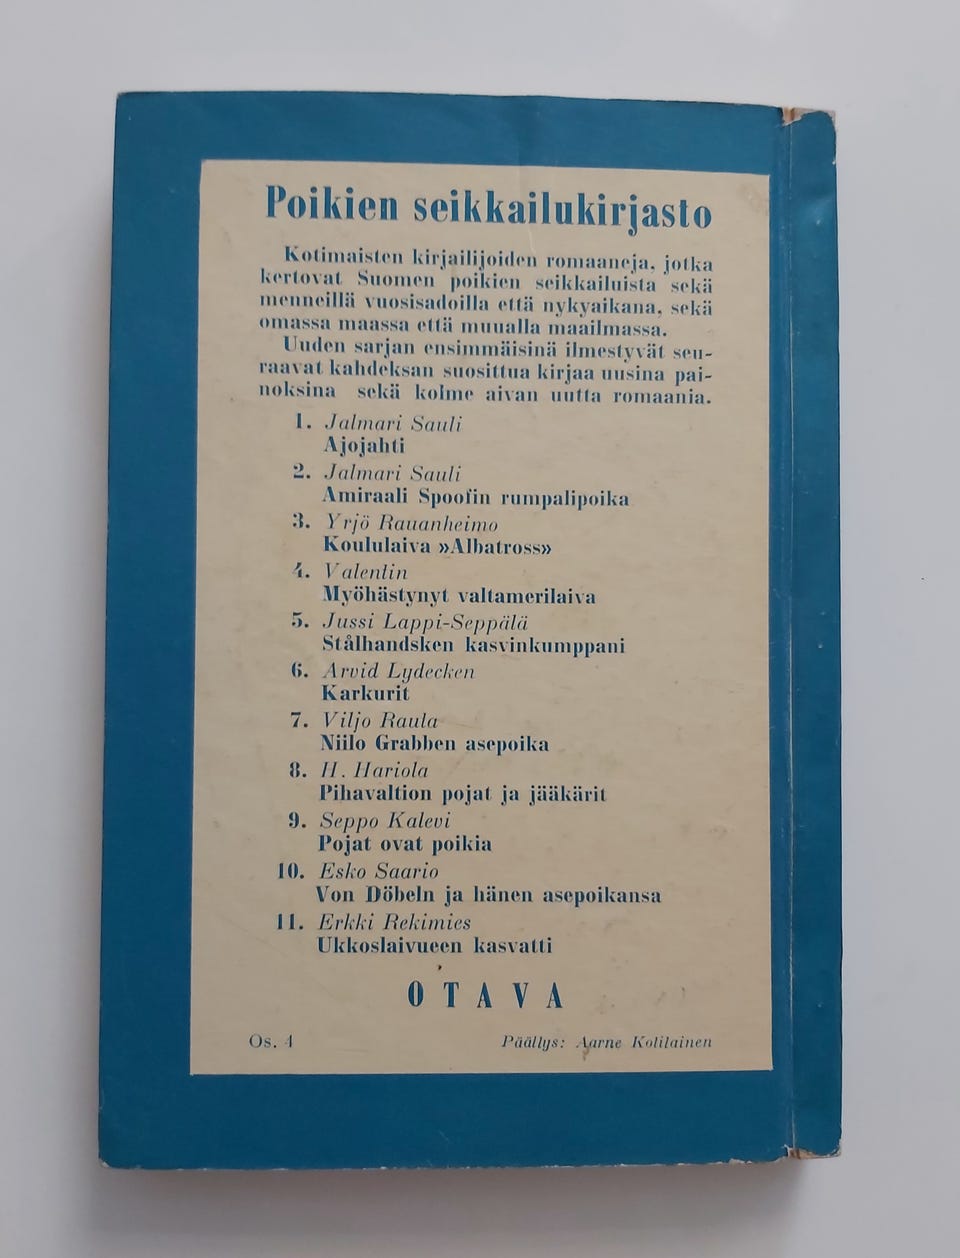 Poikien seikkailukirjasto
Kotimaisten kirjailijoiden romaaneja, jotka
kertovat Suomen poikien seikkailuista sekä
menneillä vuosisadoilla että nykyaikana, sekä
omassa maassa että muualla maailmassa.
Uuden sarjan ensimmäisinä ilmestyvät seu-
raavat kahdeksan suosittua kirjaa uusina pai-
noksina sekä kolme aivan uutta romaania.
1. Jalmari Sauli
Ajojahti
2. Jalmari Sauli
Amiraali Spoofin rumpalipoika
3. Yrjö Rauanheimo
Koululaiva »Albatross»
4. Valentin
Myöhästynyt valtamerilaiva
5. Jussi Lappi-Seppälä
Stålhandsken kasvinkumppani
6. Arvid Lydecken
Karkurit
7. Viljo Raula
Niilo Grabben asepoika
8. H. Hariola
Pihavaltion pojat ja jääkärit
9. Seppo Kalevi
Pojat ovat poikia
10. Esko Saario
Von Döbeln ja hänen asepoikansa
11. Erkki Rekimies
Ukkoslaivueen kasvatti
OTAVA
Os. 4 Päällys: Aarne Kolilainen